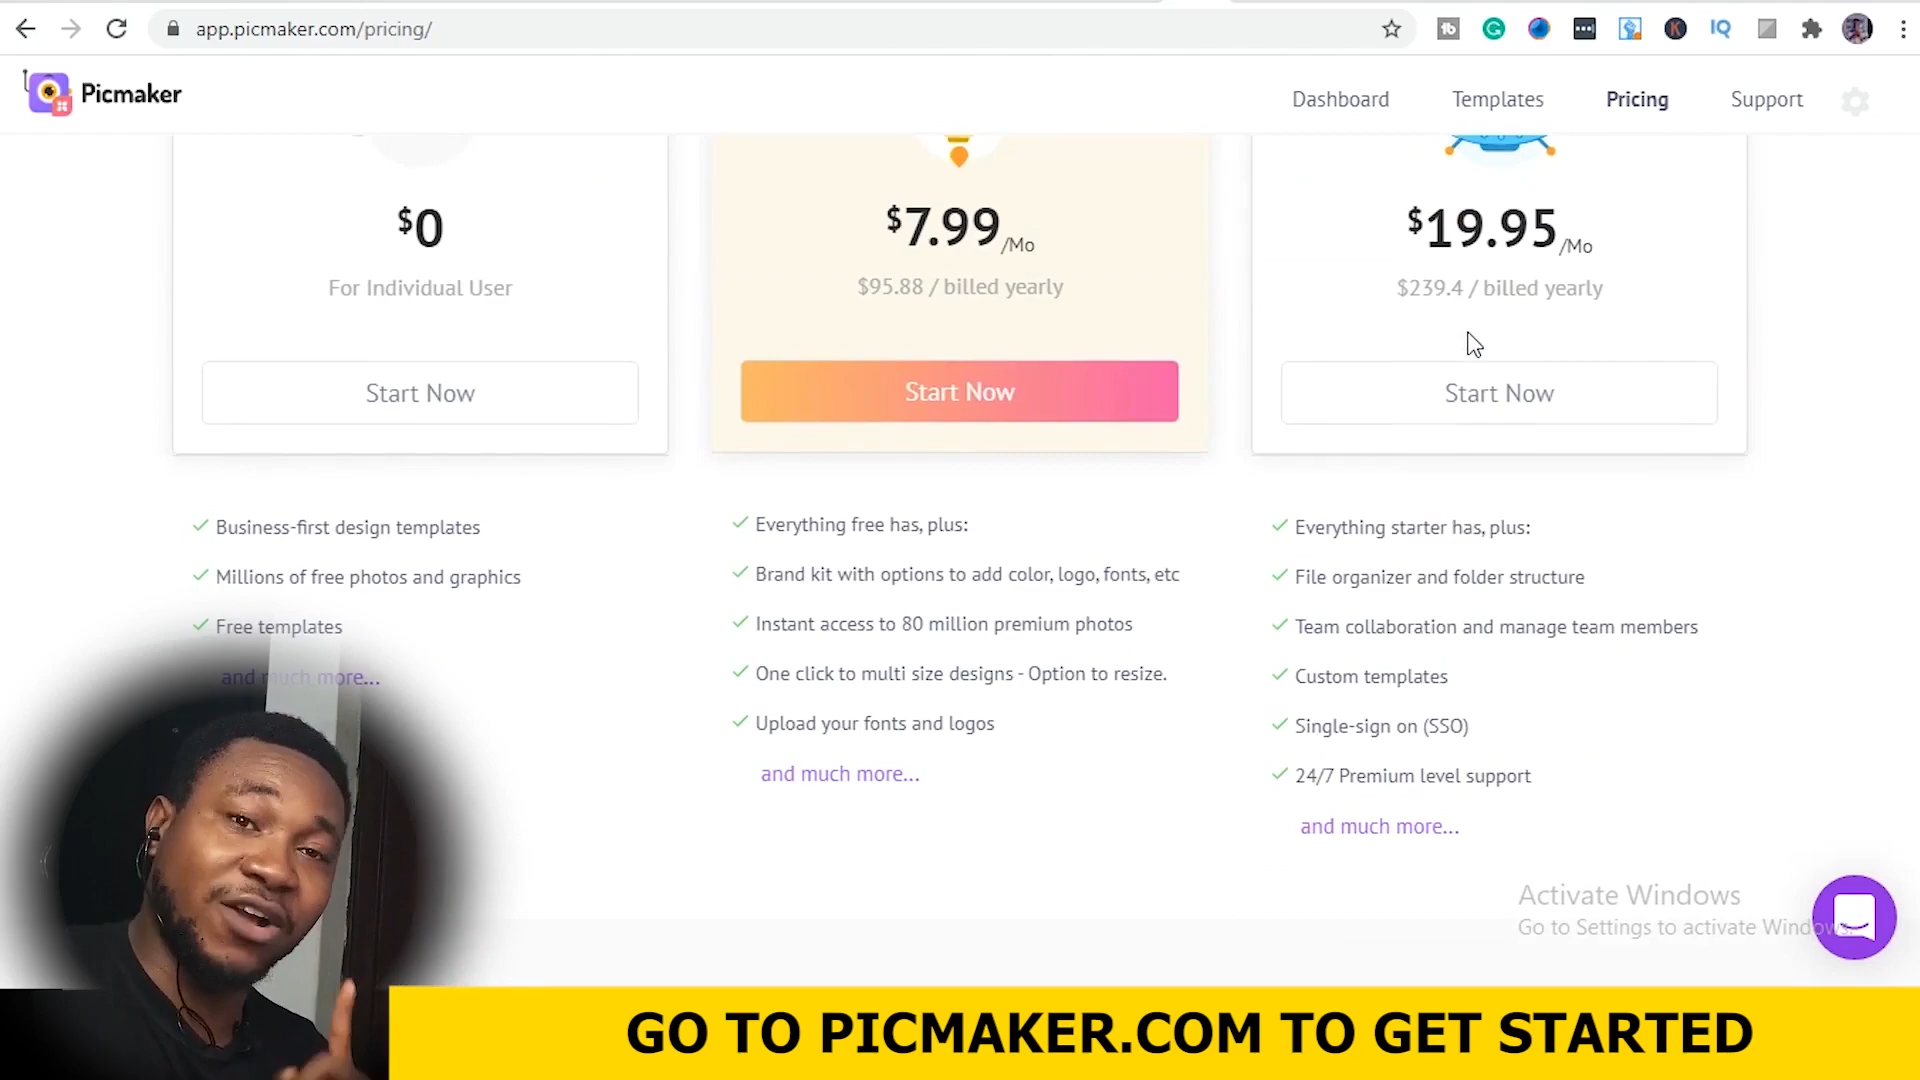 app.picmaker.com/pricing/
Picmaker
Dashboard
Templates
Pricing
Support
$0
For Individual User
Start Now
Business-first design templates
Millions of free photos and graphics
Free templates
and much more...
$7.99/Mo
$95.88 / billed yearly
Start Now
Everything free has, plus:
Brand kit with options to add color, logo, fonts, etc
Instant access to 80 million premium photos
One click to multi size designs - Option to resize.
Upload your fonts and logos
and much more...
$19.95/Mo
$239.4 / billed yearly
Start Now
Everything starter has, plus:
File organizer and folder structure
Team collaboration and manage team members
Custom templates
Single-sign on (SSO)
24/7 Premium level support
and much more...
Activate Windows
Go to Settings to activate Windows.
GO TO PICMAKER.COM TO GET STARTED